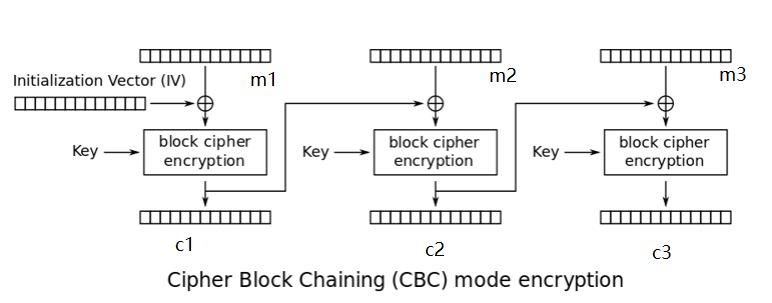 Initialization Vector (IV)
m1
m2
m3
Key
block cipher
encryption
Key
block cipher
encryption
Key
block cipher
encryption
c1
c2
c3
Cipher Block Chaining (CBC) mode encryption